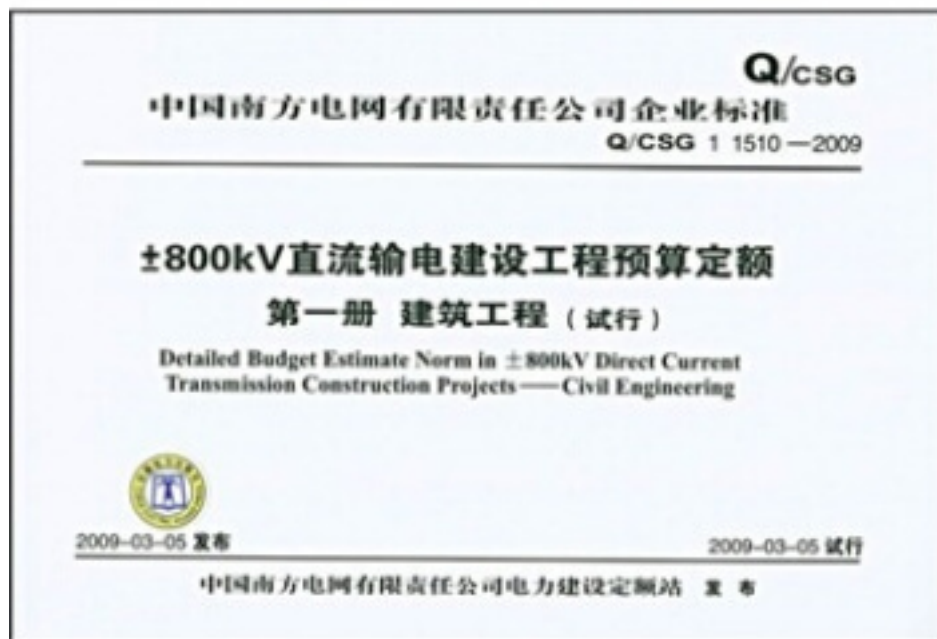 Q/CSG
中国南方电网有限责任公司企业标准
Q/CSG 1 1510—2009
±800kV直流输电建设工程预算定额
第一册 建筑工程（试行）
Detailed Budget Estimate Norm in ±800kV Direct Current
Transmission Construction Projects——Civil Engineering
2009-03-05 发布
2009-03-05 试行
中国南方电网有限责任公司电力建设定额站 发 布